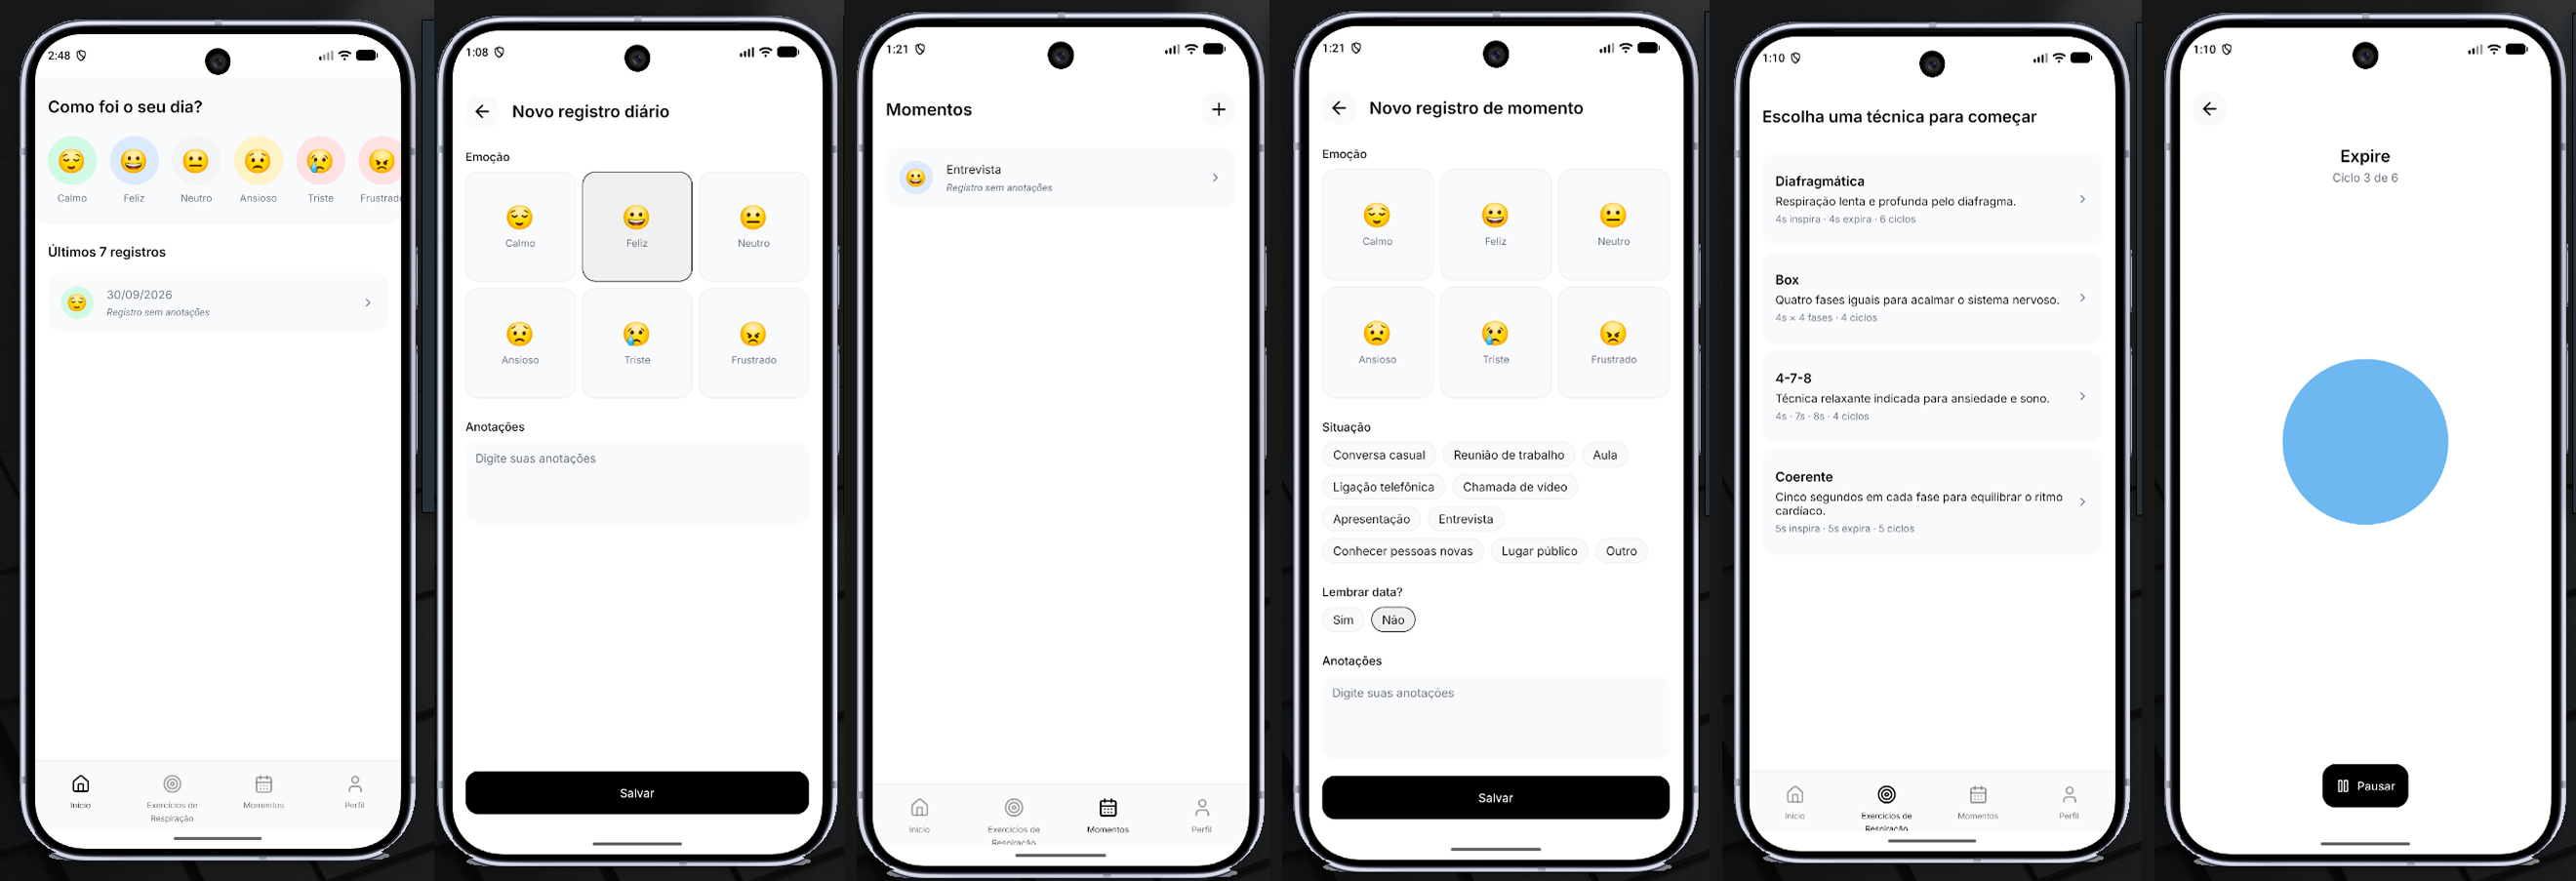 2:48
Como foi o seu dia?
Calmo Feliz Neutro Ansioso Triste Frustrado
Últimos 7 registros
30/09/2026
Registro sem anotações
Início Exercícios de Respiração Momentos Perfil
1:08
Novo registro diário
Emoção
Calmo Feliz Neutro
Ansioso Triste Frustrado
Anotações
Digite suas anotações
Salvar
1:21
Momentos
Entrevista
Registro sem anotações
Início Exercícios de Respiração Momentos Perfil
1:21
Novo registro de momento
Emoção
Calmo Feliz Neutro
Ansioso Triste Frustrado
Situação
Conversa casual Reunião de trabalho Aula
Ligação telefônica Chamada de vídeo
Apresentação Entrevista
Conhecer pessoas novas Lugar público Outro
Lembrar data?
Sim Não
Anotações
Digite suas anotações
Salvar
1:10
Escolha uma técnica para começar
Diafragmática
Respiração lenta e profunda pelo diafragma.
4s inspira · 4s expira · 6 ciclos
Box
Quatro fases iguais para acalmar o sistema nervoso.
4s × 4 fases · 4 ciclos
4-7-8
Técnica relaxante indicada para ansiedade e sono.
4s · 7s · 8s · 4 ciclos
Coerente
Cinco segundos em cada fase para equilibrar o ritmo
cardíaco.
5s inspira · 5s expira · 5 ciclos
Início Exercícios de Respiração Momentos Perfil
1:10
Expire
Ciclo 3 de 6
Pausar